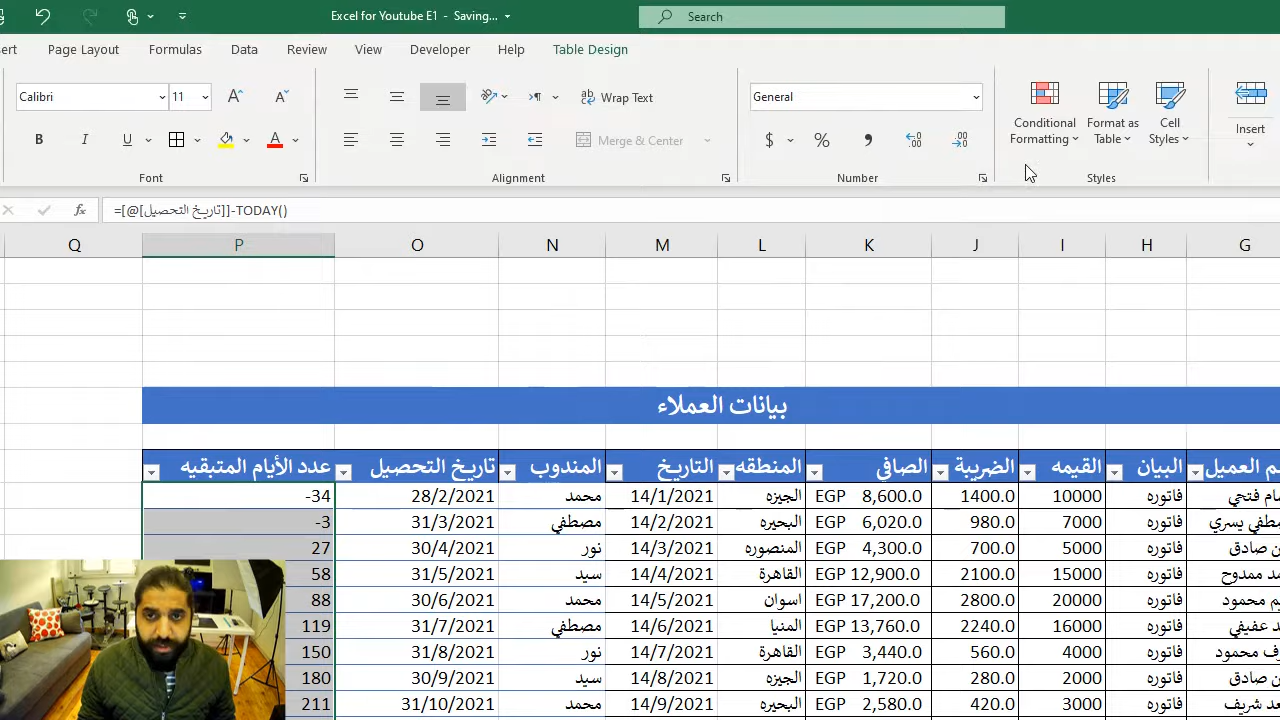 Excel for Youtube E1 - Saving...
Search
Page Layout
Formulas
Data
Review
View
Developer
Help
Table Design
Calibri
11
Wrap Text
General
Conditional Formatting
Format as Table
Cell Styles
Insert
B
I
U
Merge & Center
$
%
Font
Alignment
Number
Styles
fx
=[@[تاريخ التحصيل]]-TODAY()
Q P O N M L K J I H G
بيانات العملاء
البيان القيمه الضريبة الصافي المنطقه التاريخ المندوب تاريخ التحصيل عدد الأيام المتبقيه
فاتوره 10000 1400.0 EGP 8,600.0 الجيزه 14/1/2021 محمد 28/2/2021 -34
فاتوره 7000 980.0 EGP 6,020.0 البحيره 14/2/2021 مصطفي 31/3/2021 -3
فاتوره 5000 700.0 EGP 4,300.0 المنصوره 14/3/2021 نور 30/4/2021 27
فاتوره 15000 2100.0 EGP 12,900.0 القاهرة 14/4/2021 سيد 31/5/2021 58
فاتوره 20000 2800.0 EGP 17,200.0 اسوان 14/5/2021 محمد 30/6/2021 88
فاتوره 16000 2240.0 EGP 13,760.0 المنيا 14/6/2021 مصطفي 31/7/2021 119
فاتوره 4000 560.0 EGP 3,440.0 القاهرة 14/7/2021 نور 31/8/2021 150
فاتوره 2000 280.0 EGP 1,720.0 الجيزه 14/8/2021 سيد 30/9/2021 180
فاتوره 3000 420.0 EGP 2,580.0 البحيره 14/9/2021 محمد 31/10/2021 211